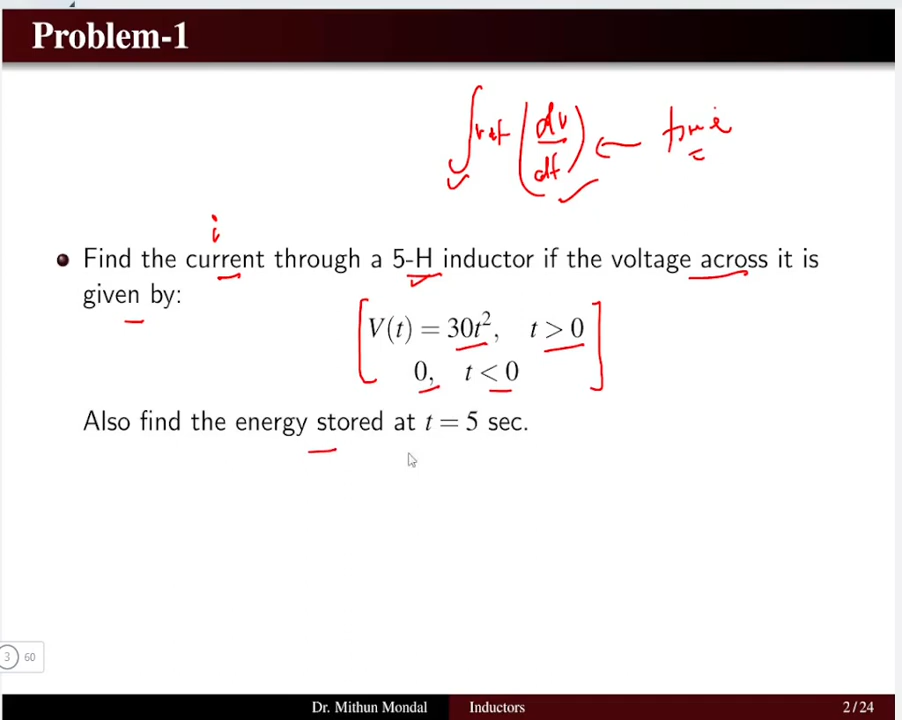 Problem-1
∫ v dt (dv/dt) ← time
i
Find the current through a 5-H inductor if the voltage across it is
given by:
V(t) = 30t², t > 0
0, t < 0
Also find the energy stored at t = 5 sec.
3 60
Dr. Mithun Mondal Inductors 2/24